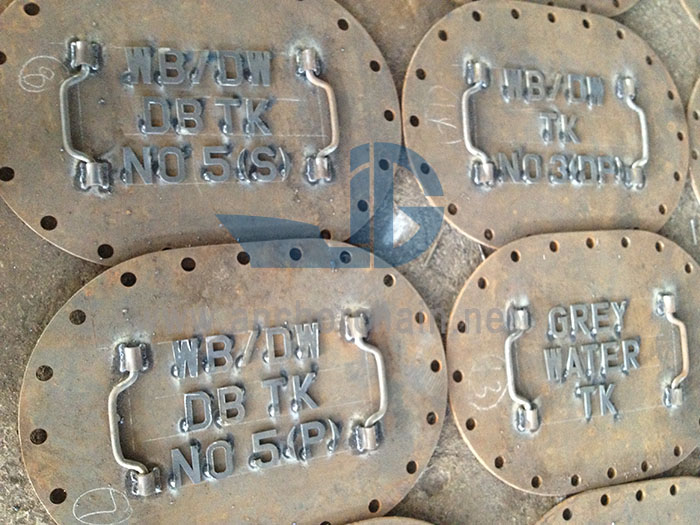 WB/DW
DB TK
NO 5(S)
WB/DW
TK
NO 3(DP)
WB/DW
DB TK
NO 5(P)
GREY
WATER
TK